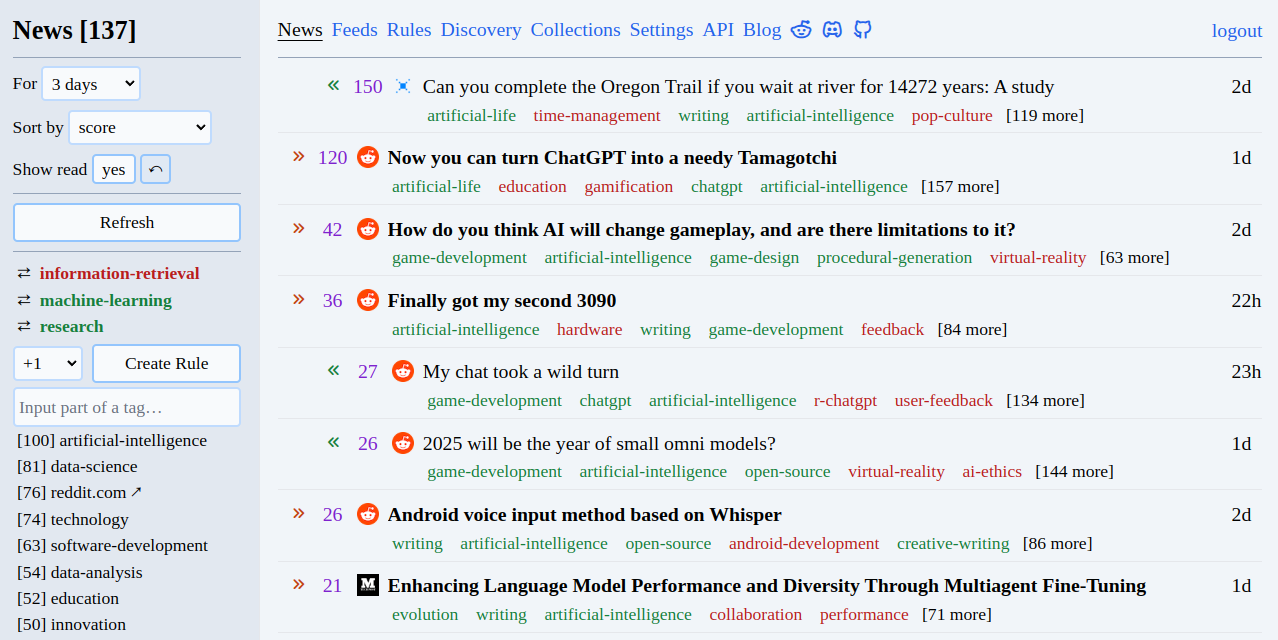 News [137]
For 3 days
Sort by score
Show read yes
Refresh
information-retrieval
machine-learning
research
+1 Create Rule
Input part of a tag…
[100] artificial-intelligence
[81] data-science
[76] reddit.com ↗
[74] technology
[63] software-development
[54] data-analysis
[52] education
[50] innovation
News Feeds Rules Discovery Collections Settings API Blog logout
« 150 Can you complete the Oregon Trail if you wait at river for 14272 years: A study 2d
artificial-life time-management writing artificial-intelligence pop-culture [119 more]
» 120 Now you can turn ChatGPT into a needy Tamagotchi 1d
artificial-life education gamification chatgpt artificial-intelligence [157 more]
» 42 How do you think AI will change gameplay, and are there limitations to it? 2d
game-development artificial-intelligence game-design procedural-generation virtual-reality [63 more]
» 36 Finally got my second 3090 22h
artificial-intelligence hardware writing game-development feedback [84 more]
« 27 My chat took a wild turn 23h
game-development chatgpt artificial-intelligence r-chatgpt user-feedback [134 more]
« 26 2025 will be the year of small omni models? 1d
game-development artificial-intelligence open-source virtual-reality ai-ethics [144 more]
» 26 Android voice input method based on Whisper 2d
writing artificial-intelligence open-source android-development creative-writing [86 more]
» 21 Enhancing Language Model Performance and Diversity Through Multiagent Fine-Tuning 1d
evolution writing artificial-intelligence collaboration performance [71 more]